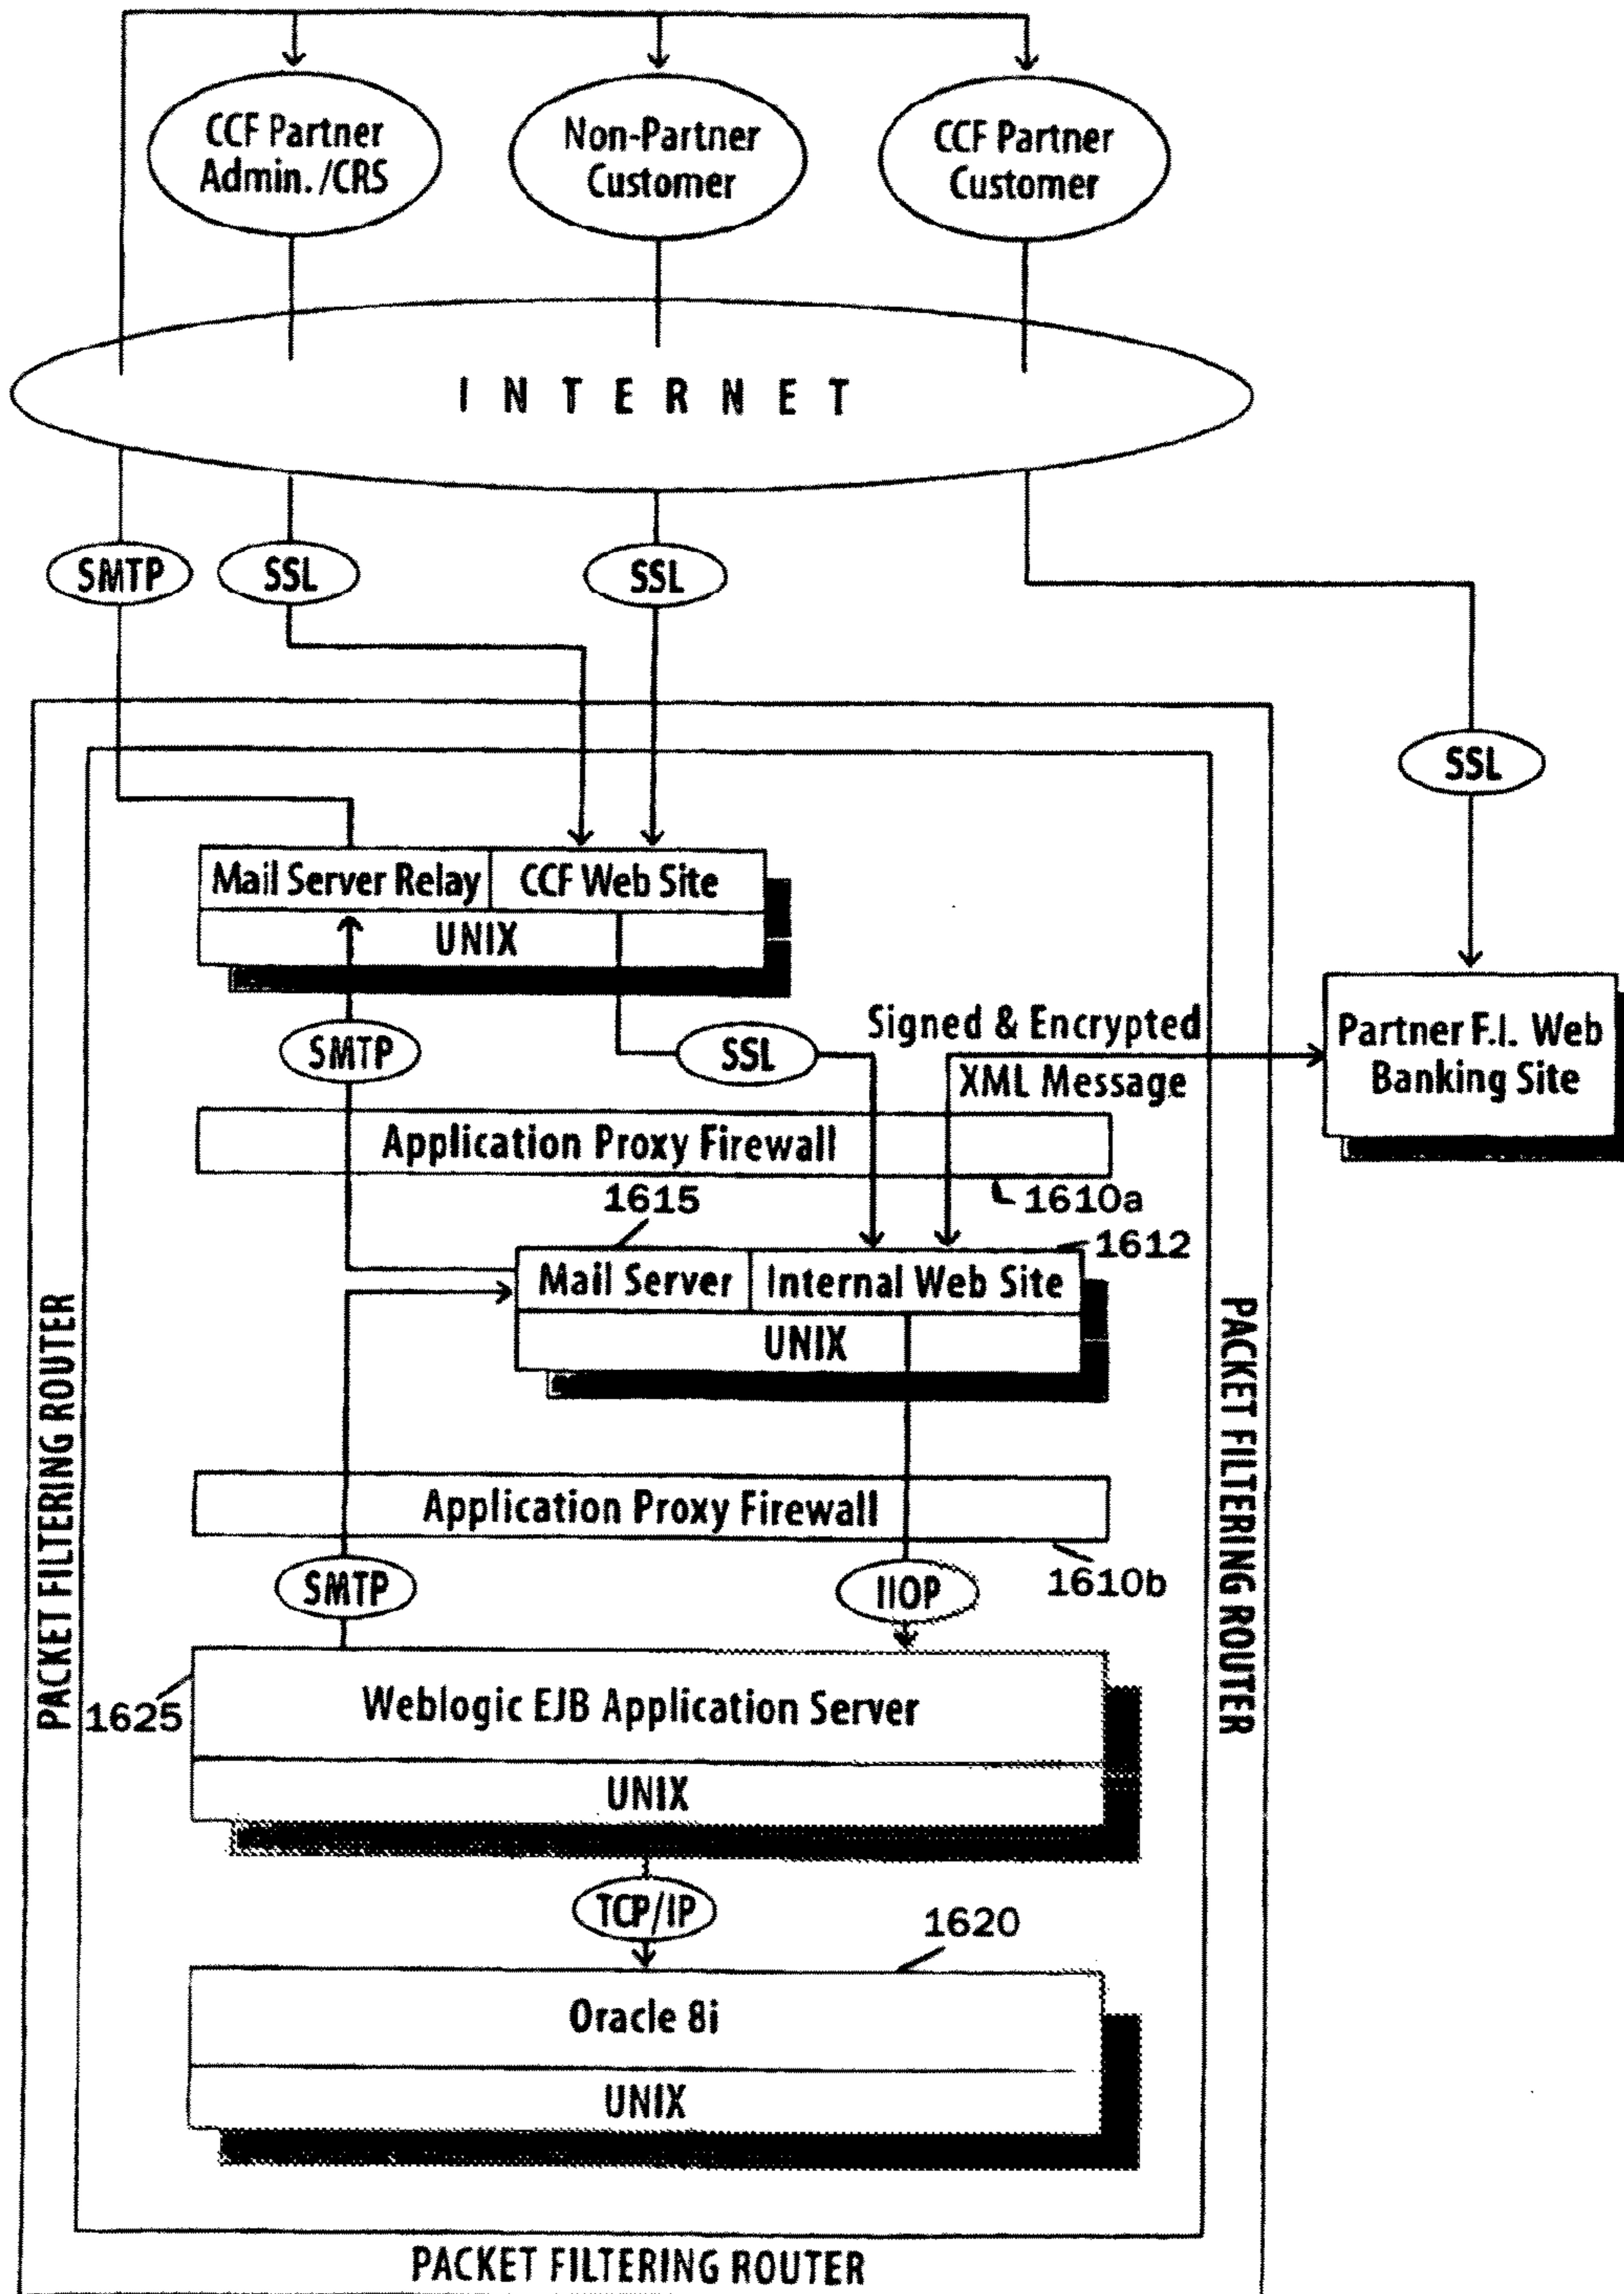 CCF Partner
Admin./CRS
Non-Partner
Customer
CCF Partner
Customer
INTERNET
SMTP
SSL
SSL
SSL
Mail Server Relay
CCF Web Site
UNIX
SMTP
SSL
Signed & Encrypted
XML Message
Partner F.I. Web
Banking Site
Application Proxy Firewall
1610a
1615
1612
Mail Server
Internal Web Site
UNIX
PACKET FILTERING ROUTER
PACKET FILTERING ROUTER
Application Proxy Firewall
1610b
SMTP
IIOP
1625
Weblogic EJB Application Server
UNIX
TCP/IP
1620
Oracle 8i
UNIX
PACKET FILTERING ROUTER